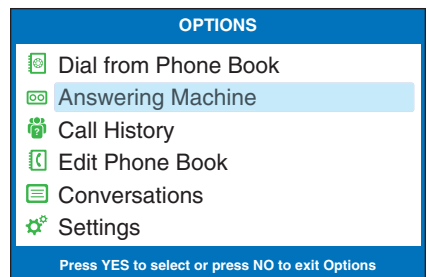 OPTIONS
Dial from Phone Book
Answering Machine
Call History
Edit Phone Book
Conversations
Settings
Press YES to select or press NO to exit Options